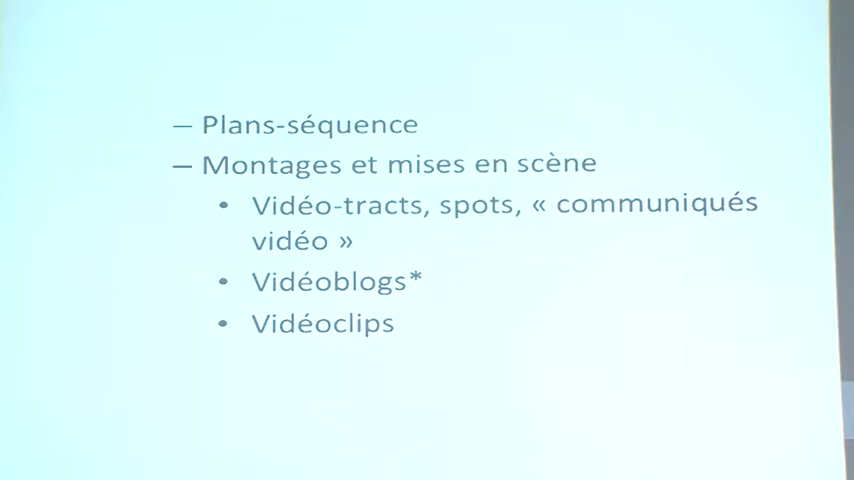 – Plans-séquence
– Montages et mises en scène
• Vidéo-tracts, spots, « communiqués
vidéo »
• Vidéoblogs*
• Vidéoclips